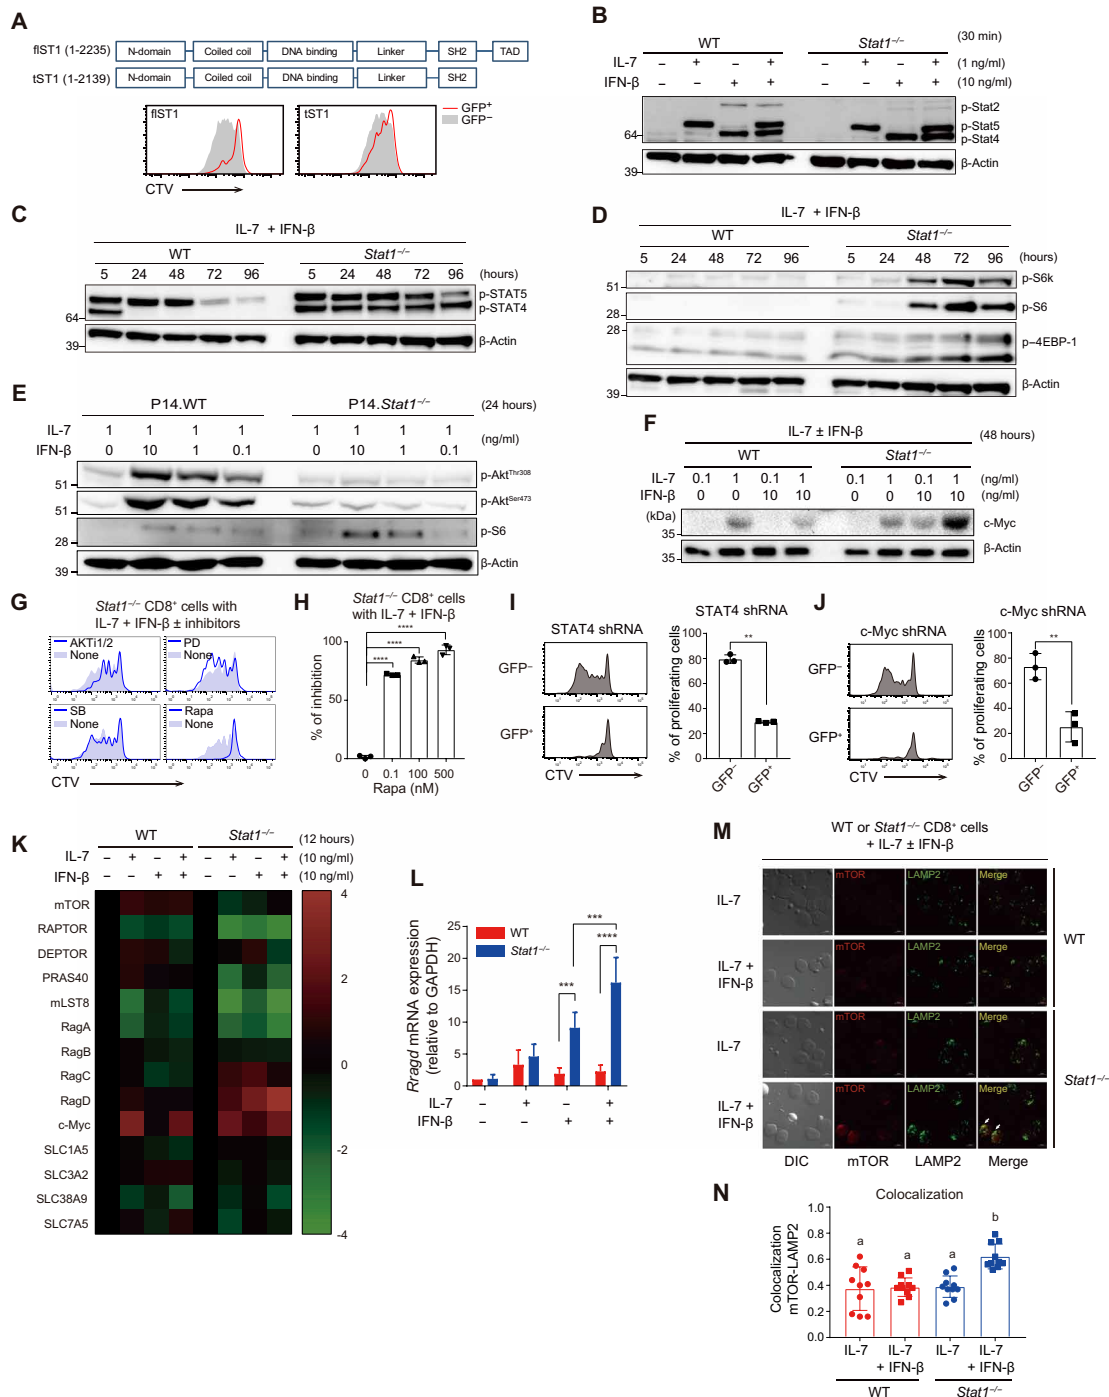 A
flST1 (1-2235)
N-domain Coiled coil DNA binding Linker SH2 TAD
tST1 (1-2139)
N-domain Coiled coil DNA binding Linker SH2
flST1
tST1
GFP⁺
GFP⁻
CTV
B
WT Stat1⁻/⁻ (30 min)
IL-7 – + – + – + – + (1 ng/ml)
IFN-β – – + + – – + + (10 ng/ml)
p-Stat2
p-Stat5
64
p-Stat4
β-Actin
39
C
IL-7 + IFN-β
WT Stat1⁻/⁻
5 24 48 72 96 5 24 48 72 96 (hours)
p-STAT5
p-STAT4
64
β-Actin
39
D
IL-7 + IFN-β
WT Stat1⁻/⁻
5 24 48 72 96 5 24 48 72 96 (hours)
p-S6k
51
p-S6
28
28
p–4EBP-1
β-Actin
39
E
P14.WT P14.Stat1⁻/⁻ (24 hours)
IL-7 1 1 1 1 1 1 1 1
(ng/ml)
IFN-β 0 10 1 0.1 0 10 1 0.1
p-Akt^Thr308
51
p-Akt^Ser473
51
p-S6
28
β-Actin
39
F
IL-7 ± IFN-β (48 hours)
WT Stat1⁻/⁻
IL-7 0.1 1 0.1 1 0.1 1 0.1 1 (ng/ml)
IFN-β 0 0 10 10 0 0 10 10 (ng/ml)
(kDa)
c-Myc
35
β-Actin
35
G
Stat1⁻/⁻ CD8⁺ cells with
IL-7 + IFN-β ± inhibitors
AKTi1/2 PD
None None
SB Rapa
None None
CTV
H
Stat1⁻/⁻ CD8⁺ cells
with IL-7 + IFN-β
% of inhibition
100
50
0
****
****
****
0 0.1 100 500
Rapa (nM)
I
STAT4 shRNA
GFP⁻
GFP⁺
CTV
STAT4 shRNA
% of proliferating cells
100
80
60
40
20
0
**
GFP⁻ GFP⁺
J
c-Myc shRNA
GFP⁻
GFP⁺
CTV
c-Myc shRNA
% of proliferating cells
100
80
60
40
20
0
**
GFP⁻ GFP⁺
K
WT Stat1⁻/⁻ (12 hours)
IL-7 – + – + – + – + (10 ng/ml)
IFN-β – – + + – – + + (10 ng/ml)
mTOR
RAPTOR
DEPTOR
PRAS40
mLST8
RagA
RagB
RagC
RagD
c-Myc
SLC1A5
SLC3A2
SLC38A9
SLC7A5
4
2
0
-2
-4
L
WT
Stat1⁻/⁻
Rragd mRNA expression
(relative to GAPDH)
25
20
15
10
5
0
***
***
****
IL-7 – + – +
IFN-β – – + +
M
WT or Stat1⁻/⁻ CD8⁺ cells
+ IL-7 ± IFN-β
IL-7
mTOR LAMP2 Merge
IL-7 +
IFN-β
mTOR LAMP2 Merge
WT
IL-7
mTOR LAMP2 Merge
IL-7 +
IFN-β
mTOR LAMP2 Merge
Stat1⁻/⁻
DIC mTOR LAMP2 Merge
N
Colocalization
Colocalization
mTOR-LAMP2
1.0
0.8
0.6
0.4
0.2
0.0
a a a b
IL-7 IL-7 + IFN-β IL-7 IL-7 + IFN-β
WT Stat1⁻/⁻